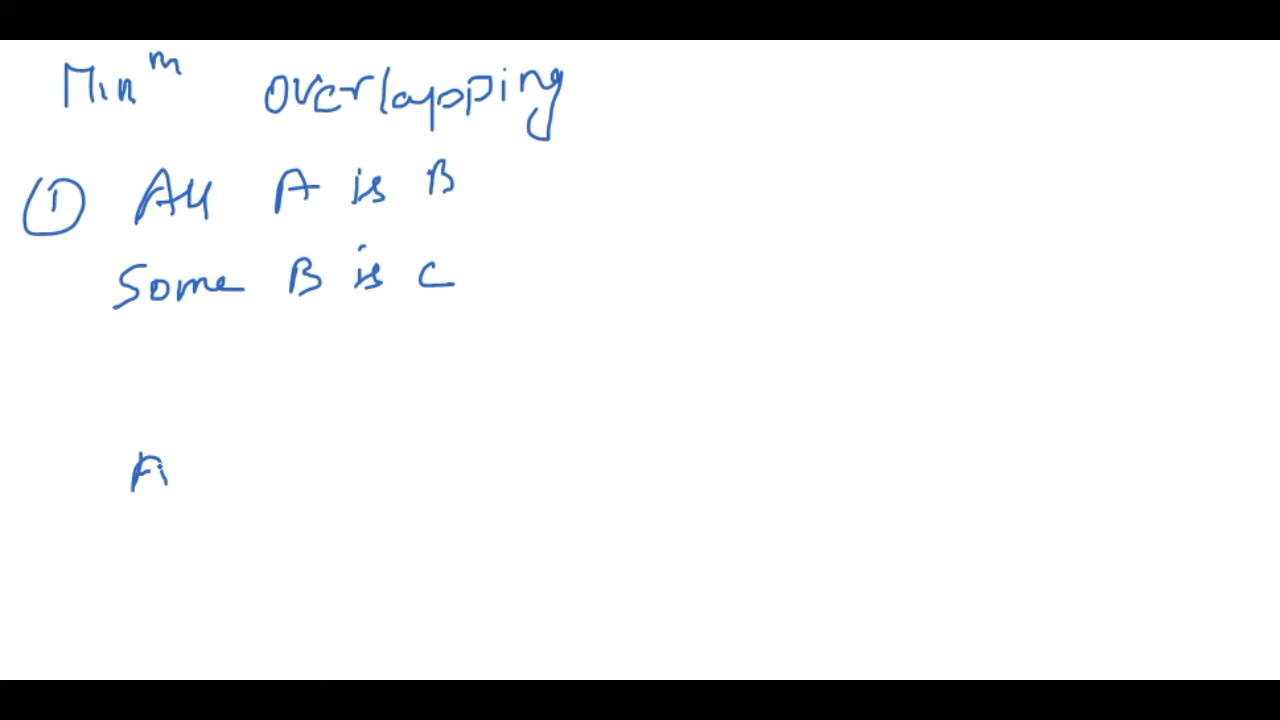 Minᵐ overlapping
① All A is B
Some B is C
A